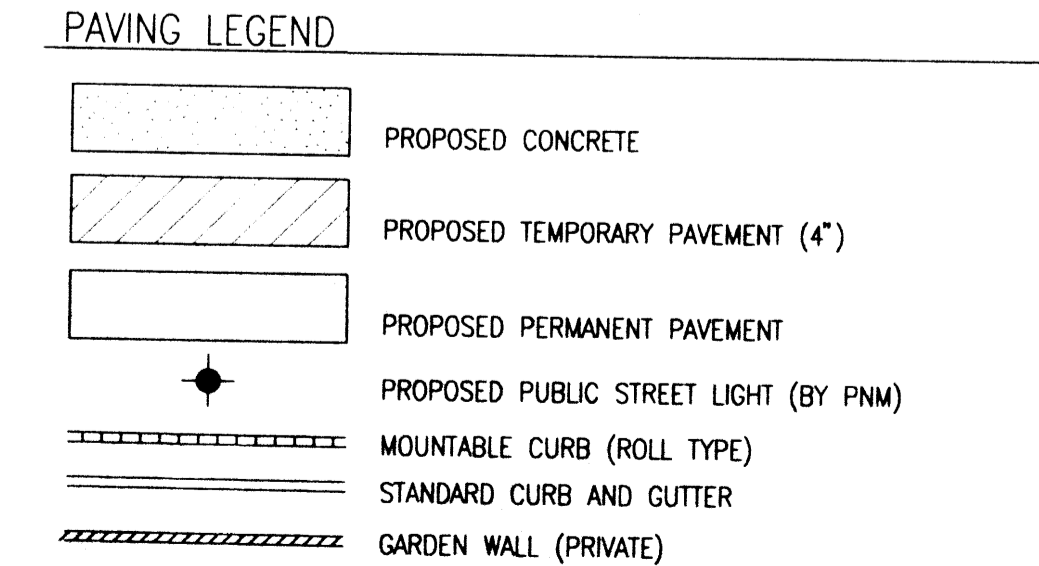 PAVING LEGEND
PROPOSED CONCRETE
PROPOSED TEMPORARY PAVEMENT (4")
PROPOSED PERMANENT PAVEMENT
PROPOSED PUBLIC STREET LIGHT (BY PNM)
MOUNTABLE CURB (ROLL TYPE)
STANDARD CURB AND GUTTER
GARDEN WALL (PRIVATE)